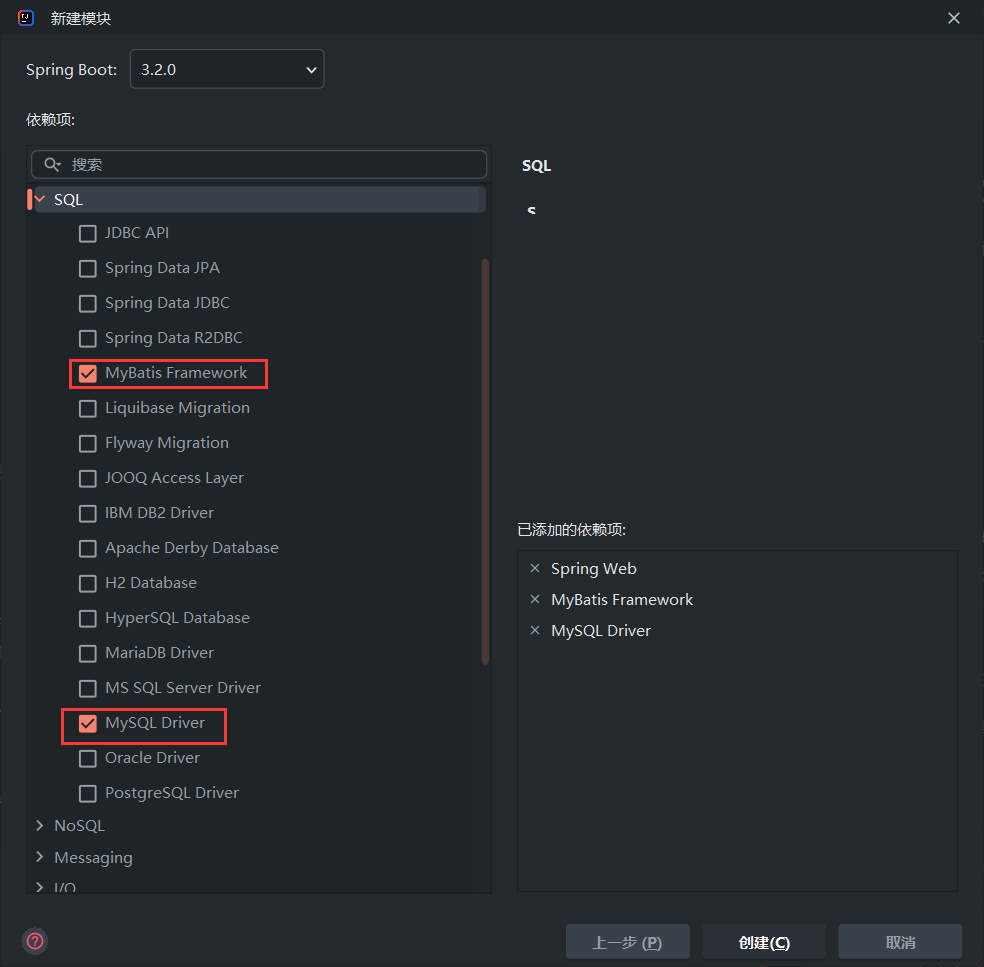 新建模块
Spring Boot: 3.2.0
依赖项:
搜索
SQL
JDBC API
Spring Data JPA
Spring Data JDBC
Spring Data R2DBC
MyBatis Framework
Liquibase Migration
Flyway Migration
JOOQ Access Layer
IBM DB2 Driver
Apache Derby Database
H2 Database
HyperSQL Database
MariaDB Driver
MS SQL Server Driver
MySQL Driver
Oracle Driver
PostgreSQL Driver
NoSQL
Messaging
I/O
SQL
已添加的依赖项:
Spring Web
MyBatis Framework
MySQL Driver
上一步 (P)
创建(C)
取消